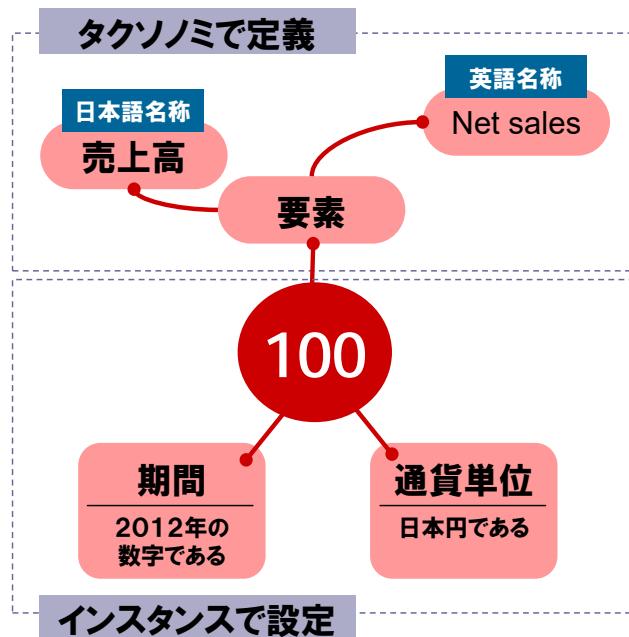 タクソノミで定義
英語名称
Net sales
日本語名称
売上高
要素
100
期間
2012年の
数字である
通貨単位
日本円である
インスタンスで設定